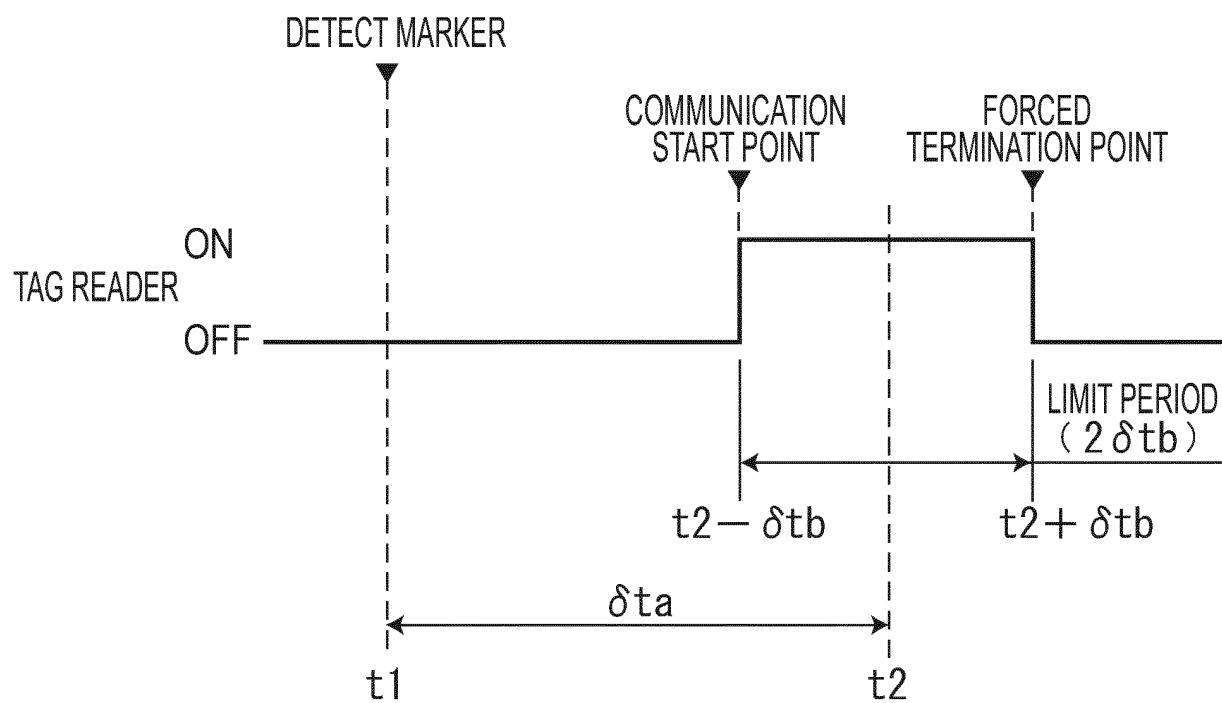 DETECT MARKER
COMMUNICATION
START POINT
FORCED
TERMINATION POINT
ON
TAG READER
OFF
LIMIT PERIOD
(2δtb)
t2－δtb
t2＋δtb
δta
t1
t2